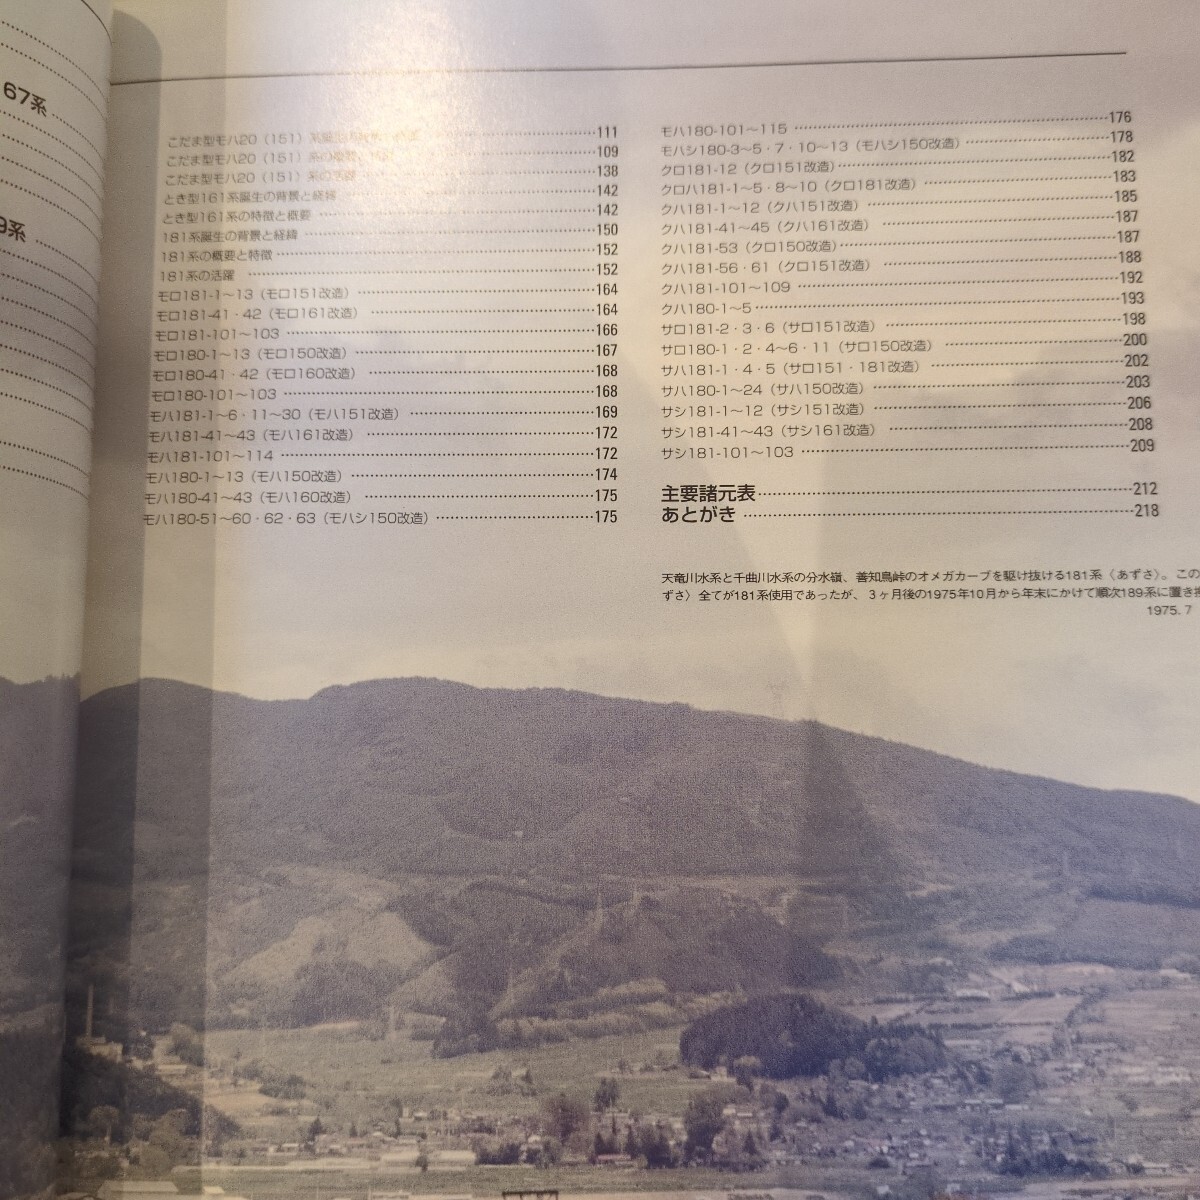 67系
9系
こだま型モハ20（151）系誕生 111
こだま型モハ20（151）系の概要 109
こだま型モハ20（151）系の活躍 138
とき型161系誕生の背景と経緯 142
とき型161系の特徴と概要 142
181系誕生の背景と経緯 150
181系の概要と特徴 152
181系の活躍 152
モロ181-1～13（モロ151改造） 164
モロ181-41・42（モロ161改造） 164
モロ181-101～103 166
モロ180-1～13（モロ150改造） 167
モロ180-41・42（モロ160改造） 168
モロ180-101～103 168
モハ181-1～6・11～30（モハ151改造） 169
モハ181-41～43（モハ161改造） 172
モハ181-101～114 172
モハ180-1～13（モハ150改造） 174
モハ180-41～43（モハ160改造） 175
モハ180-51～60・62・63（モハシ150改造） 175
モハ180-101～115 176
モハシ180-3～5・7・10～13（モハシ150改造） 178
クロ181-12（クロ151改造） 182
クロハ181-1～5・8～10（クロ181改造） 183
クハ181-1～12（クハ151改造） 185
クハ181-41～45（クハ161改造） 187
クハ181-53（クロ150改造） 187
クハ181-56・61（クロ151改造） 188
クハ181-101～109 192
クハ180-1～5 193
サロ181-2・3・6（サロ151改造） 198
サロ180-1・2・4～6・11（サロ150改造） 200
サハ181-1・4・5（サロ151・181改造） 202
サハ180-1～24（サハ150改造） 203
サシ181-1～12（サシ151改造） 206
サシ181-41～43（サシ161改造） 208
サシ181-101～103 209
主要諸元表 212
あとがき 218
天竜川水系と千曲川水系の分水嶺、善知鳥峠のオメガカーブを駆け抜ける181系〈あずさ〉。この
ずさ〉全てが181系使用であったが、3ヶ月後の1975年10月から年末にかけて順次189系に置き換
1975. 7